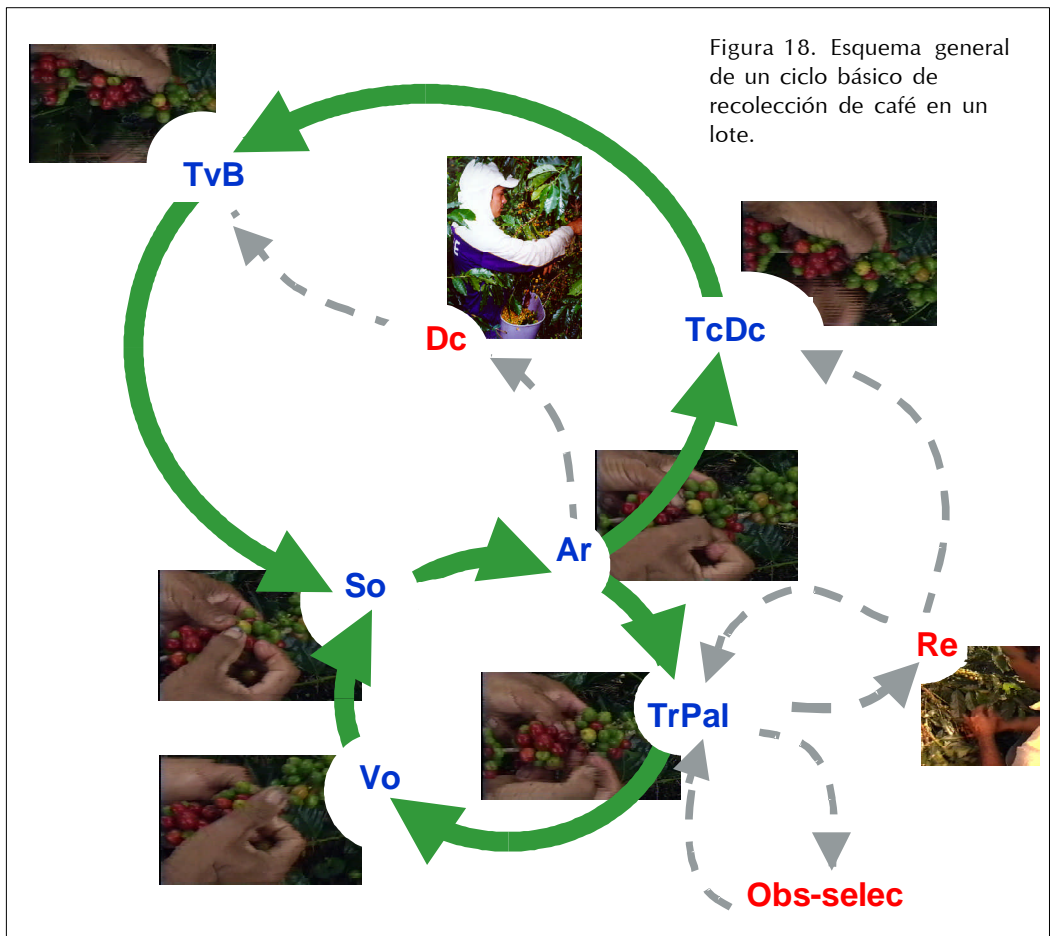 Figura 18. Esquema general
de un ciclo básico de
recolección de café en un
lote.
TvB
Dc
TcDc
Ar
So
Re
TrPal
Vo
Obs-selec